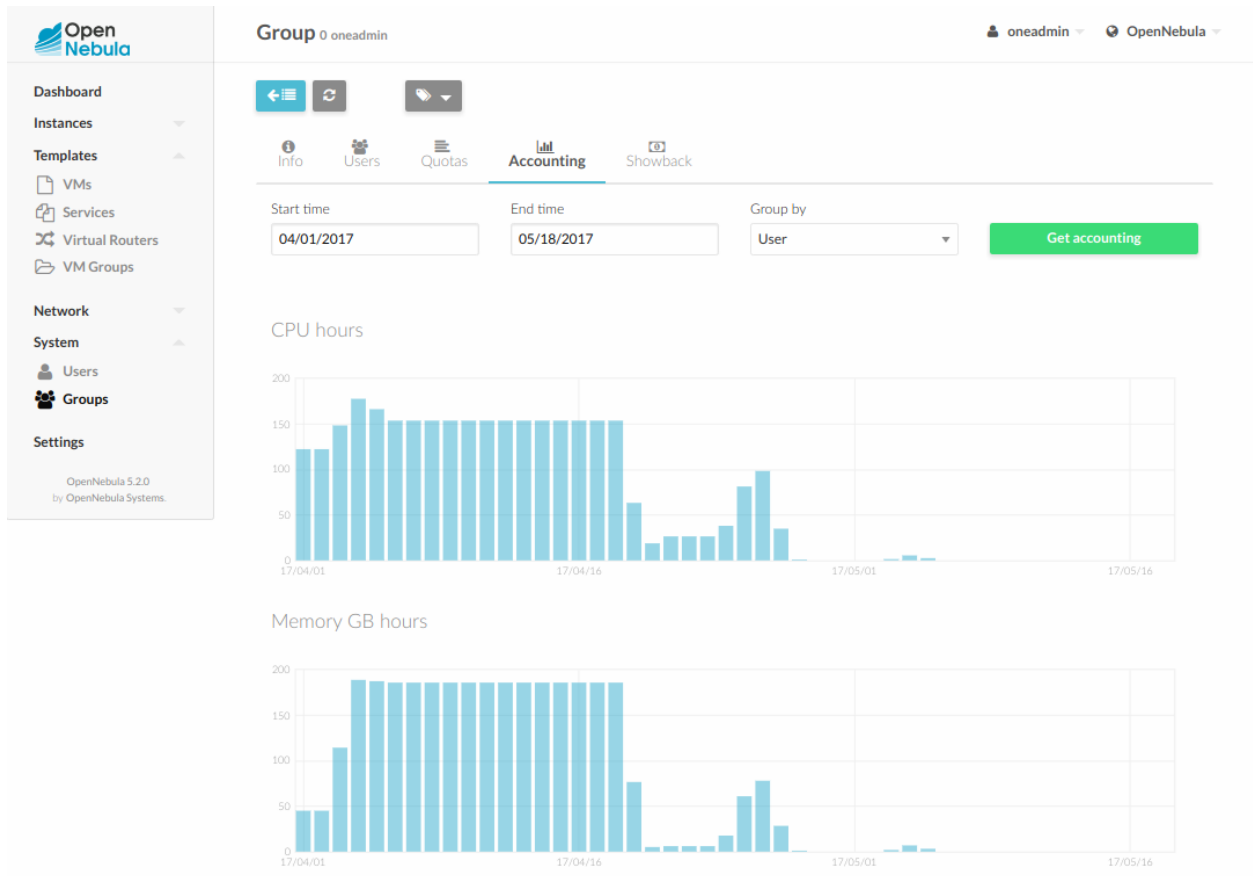 Open
Nebula
Group 0 oneadmin
oneadmin
OpenNebula
Dashboard
Instances
Templates
VMs
Services
Virtual Routers
VM Groups
Network
System
Users
Groups
Settings
OpenNebula 5.2.0
by OpenNebula Systems.
Info
Users
Quotas
Accounting
Showback
Start time
End time
Group by
04/01/2017
05/18/2017
User
Get accounting
CPU hours
200
150
100
50
0
17/04/01
17/04/16
17/05/01
17/05/16
Memory GB hours
200
150
100
50
0
17/04/01
17/04/16
17/05/01
17/05/16